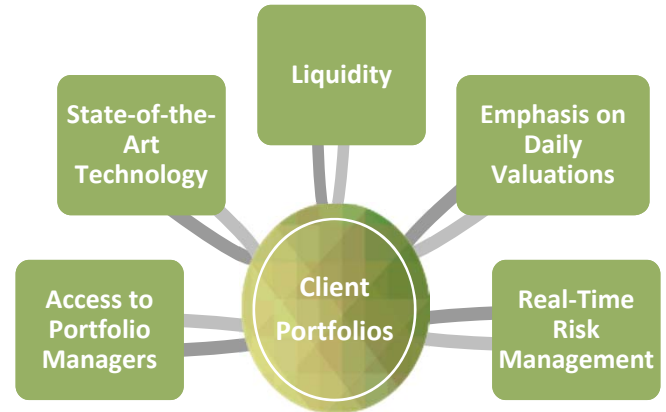 Liquidity
State-of-the-
Art
Technology
Emphasis on
Daily
Valuations
Access to
Portfolio
Managers
Client
Portfolios
Real-Time
Risk
Management